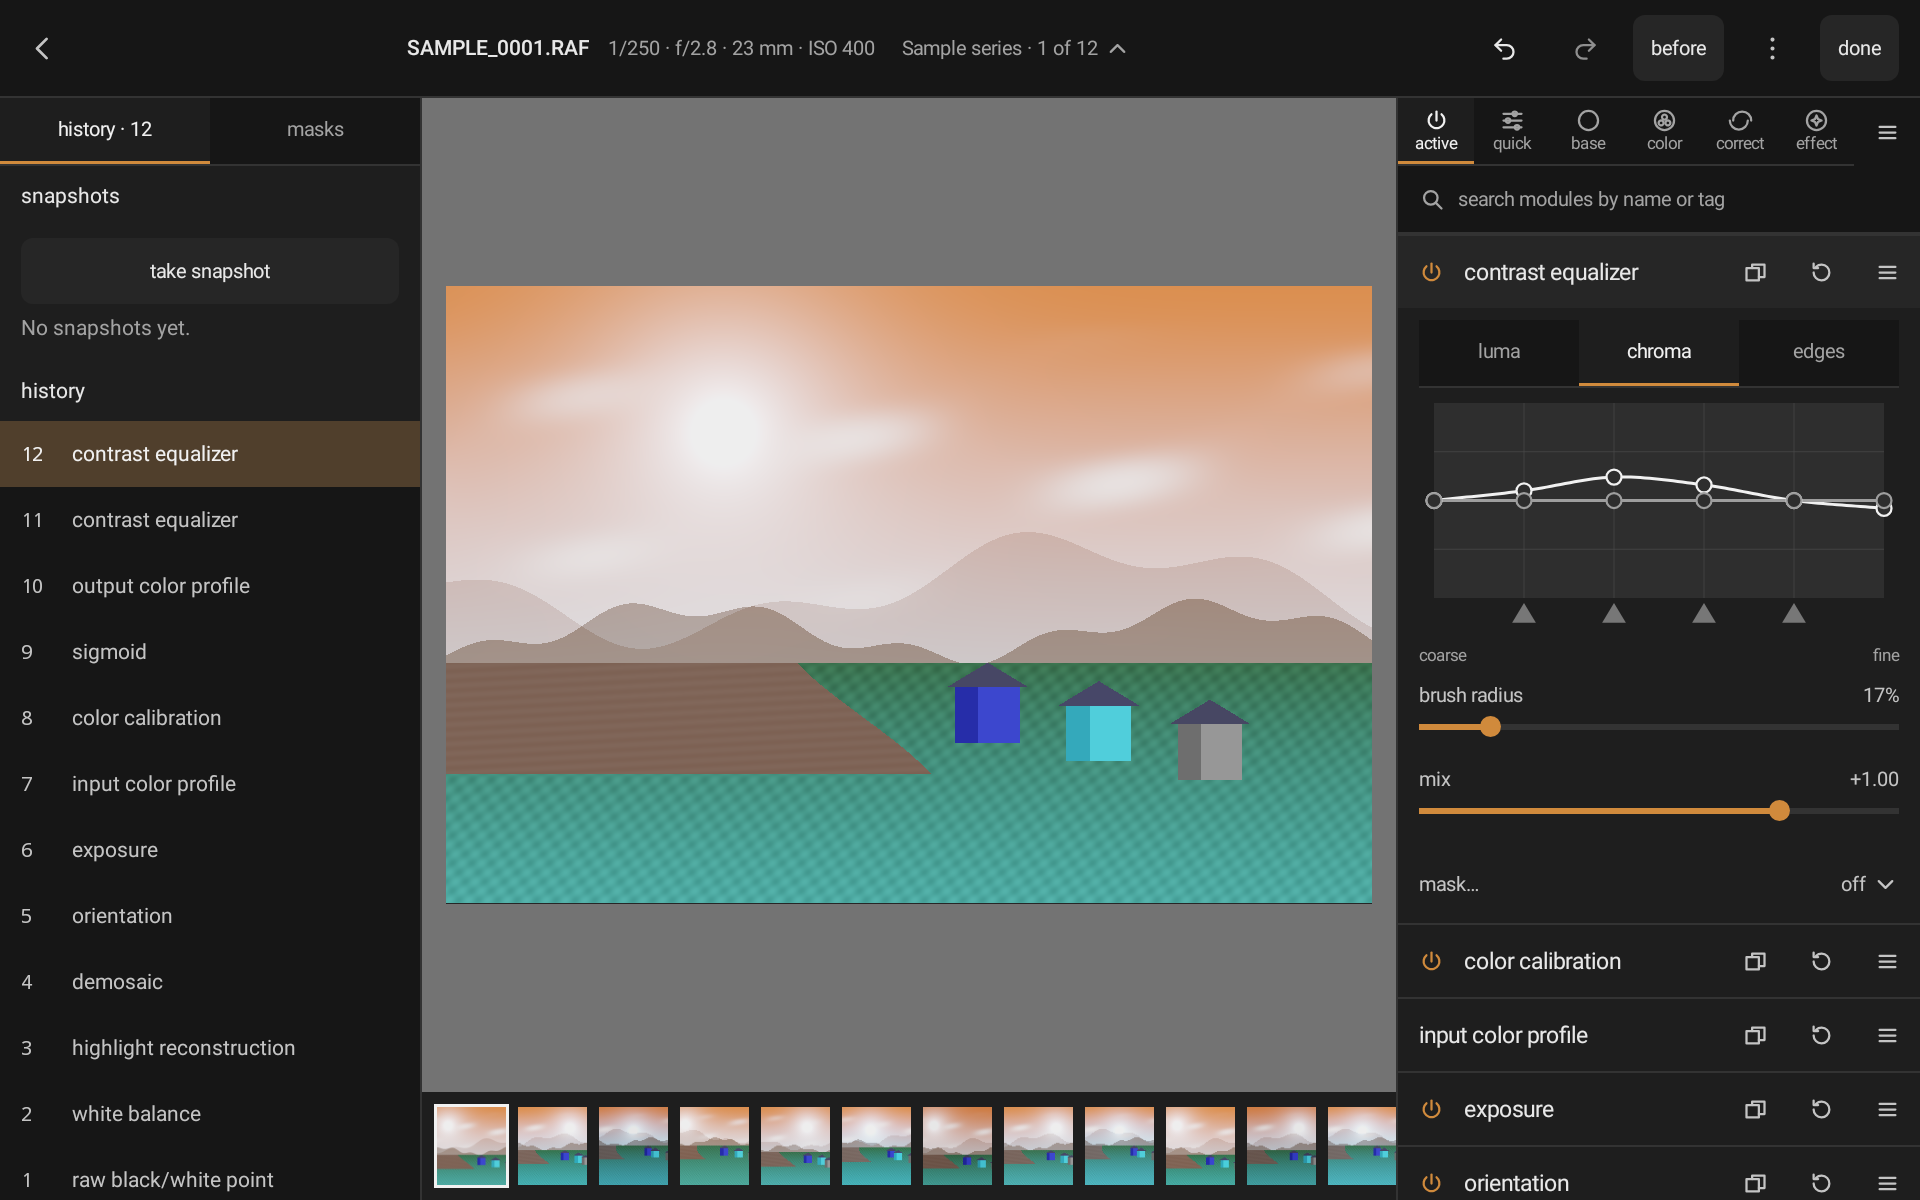 SAMPLE_0001.RAF 1/250 · f/2.8 · 23 mm · ISO 400 Sample series · 1 of 12 before done
history · 12 masks
snapshots
take snapshot
No snapshots yet.
history
12 contrast equalizer
11 contrast equalizer
10 output color profile
9 sigmoid
8 color calibration
7 input color profile
6 exposure
5 orientation
4 demosaic
3 highlight reconstruction
2 white balance
1 raw black/white point
active quick base color correct effect
search modules by name or tag
contrast equalizer
luma chroma edges
coarse fine
brush radius 17%
mix +1.00
mask... off
color calibration
input color profile
exposure
orientation